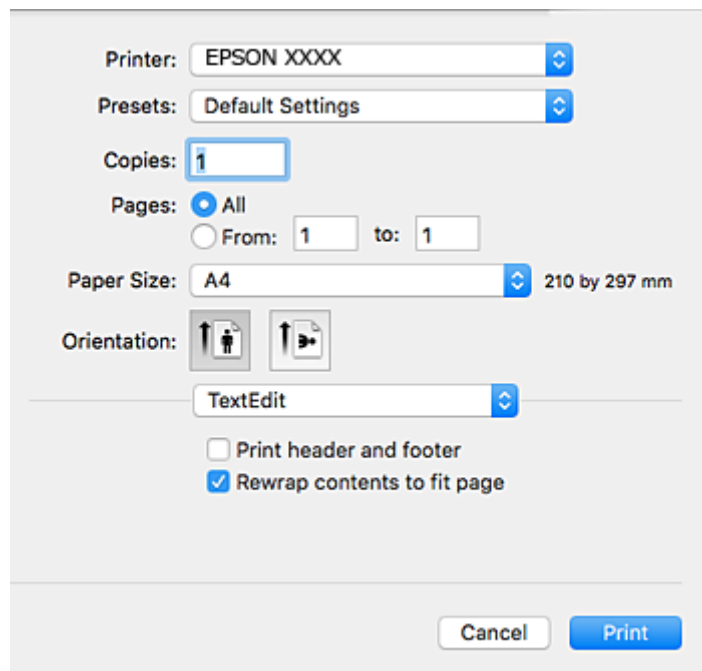 Printer: EPSON XXXX
Presets: Default Settings
Copies: 1
Pages: All
From: 1 to: 1
Paper Size: A4 210 by 297 mm
Orientation:
TextEdit
Print header and footer
Rewrap contents to fit page
Cancel Print